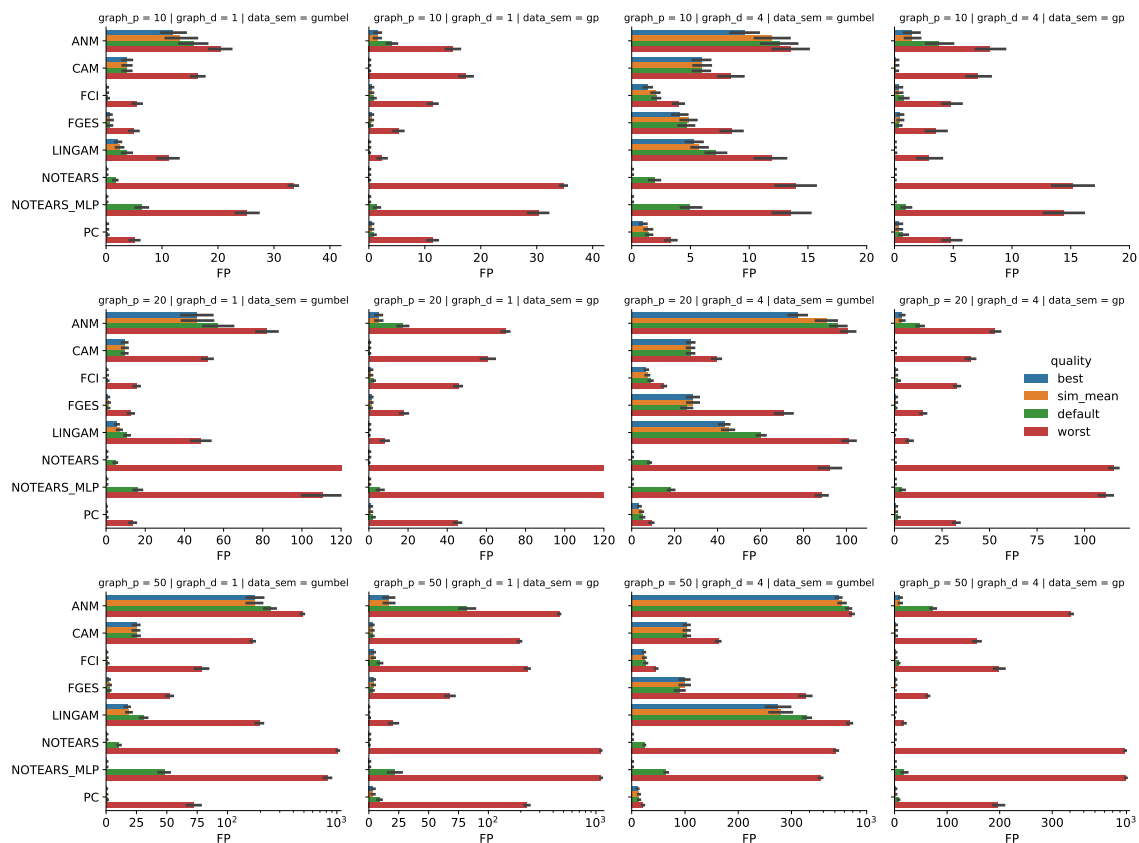 graph_p = 10 | graph_d = 1 | data_sem = gumbel
graph_p = 10 | graph_d = 1 | data_sem = gp
graph_p = 10 | graph_d = 4 | data_sem = gumbel
graph_p = 10 | graph_d = 4 | data_sem = gp
ANM
CAM
FCI
FGES
LINGAM
NOTEARS
NOTEARS_MLP
PC
0 10 20 30 40
0 10 20 30 40
0 5 10 15 20
0 5 10 15 20
FP FP FP FP
graph_p = 20 | graph_d = 1 | data_sem = gumbel
graph_p = 20 | graph_d = 1 | data_sem = gp
graph_p = 20 | graph_d = 4 | data_sem = gumbel
graph_p = 20 | graph_d = 4 | data_sem = gp
ANM
CAM
FCI
FGES
LINGAM
NOTEARS
NOTEARS_MLP
PC
quality
best
sim_mean
default
worst
0 20 40 60 80 100 120
0 20 40 60 80 100 120
0 20 40 60 80 100
0 25 50 75 100
FP FP FP FP
graph_p = 50 | graph_d = 1 | data_sem = gumbel
graph_p = 50 | graph_d = 1 | data_sem = gp
graph_p = 50 | graph_d = 4 | data_sem = gumbel
graph_p = 50 | graph_d = 4 | data_sem = gp
ANM
CAM
FCI
FGES
LINGAM
NOTEARS
NOTEARS_MLP
PC
0 25 50 75 10² 10³
0 25 50 75 10² 10³
0 100 200 300 10³
0 100 200 300 10³
FP FP FP FP